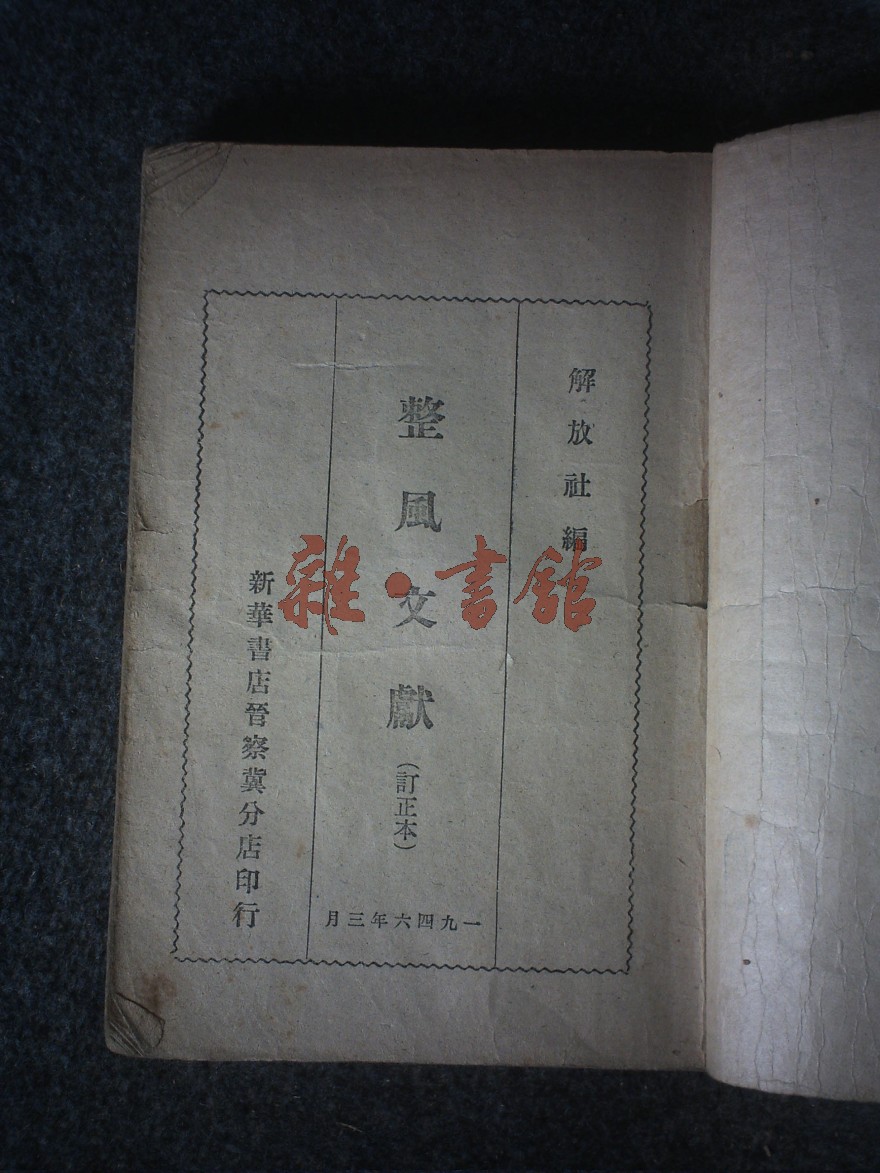 解放社編
整風文獻
（訂正本）
一九四六年三月
新華書店晉察冀分店印行
雜·書館